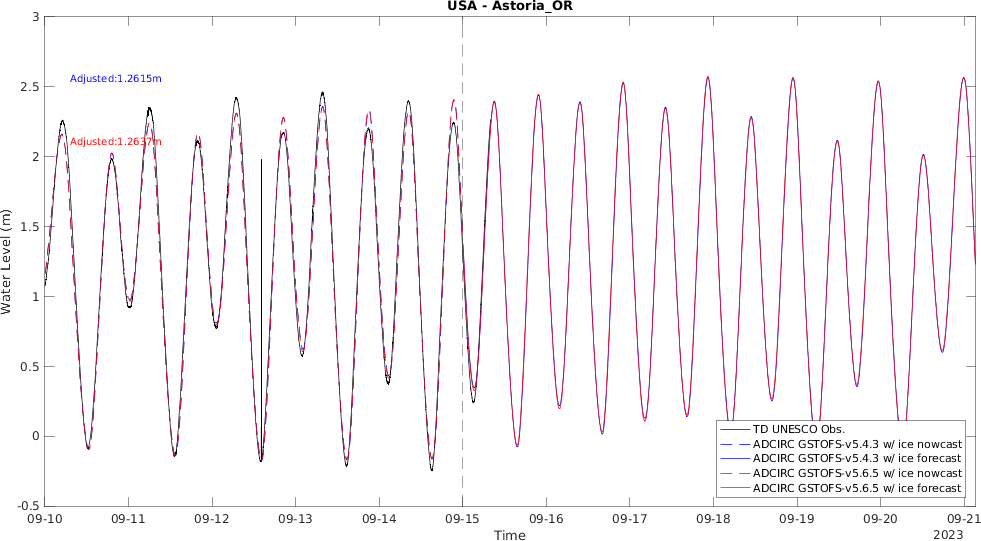 USA - Astoria_OR
3
2.5
2
1.5
1
0.5
0
-0.5
Water Level (m)
Adjusted:1.2615m
Adjusted:1.2637m
TD UNESCO Obs.
ADCIRC GSTOFS-v5.4.3 w/ ice nowcast
ADCIRC GSTOFS-v5.4.3 w/ ice forecast
ADCIRC GSTOFS-v5.6.5 w/ ice nowcast
ADCIRC GSTOFS-v5.6.5 w/ ice forecast
09-10 09-11 09-12 09-13 09-14 09-15 09-16 09-17 09-18 09-19 09-20 09-21
Time
2023